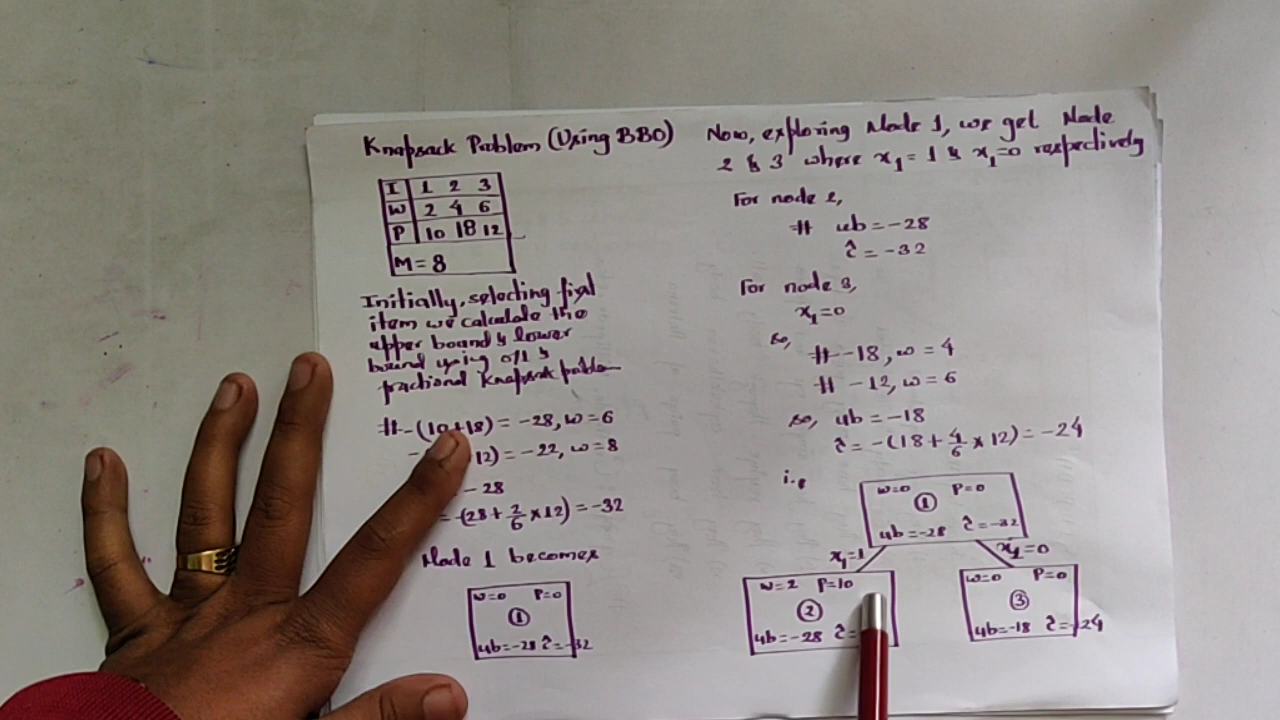 Knapsack Problem (Using BBO)
I 1 2 3
W 2 4 6
P 10 18 12
M = 8
Initially, selecting first
item we calculate the
upper bound & lower
bound using 0/1 &
fractional Knapsack problem
-(10+18) = -28, w=6
12) = -22, w=8
- 28
= -(28 + 2/6 × 12) = -32
Node 1 becomes
w=0 P=0
①
ub=-28 ĉ=-32
Now, exploring Node 1, we get Node
2 & 3 where x₁=1 & x₁=0 respectively
For node 2,
ub = -28
ĉ = -32
For node 3,
x₁=0
so,
-18, w=4
-12, w=6
so, ub = -18
ĉ = -(18 + 4/6 × 12) = -24
i.e
w=0 P=0
①
ub=-28 ĉ=-32
x₁=1 x₁=0
w=2 P=10
②
ub=-28 ĉ=-
w=0 P=0
③
ub=-18 ĉ=-24